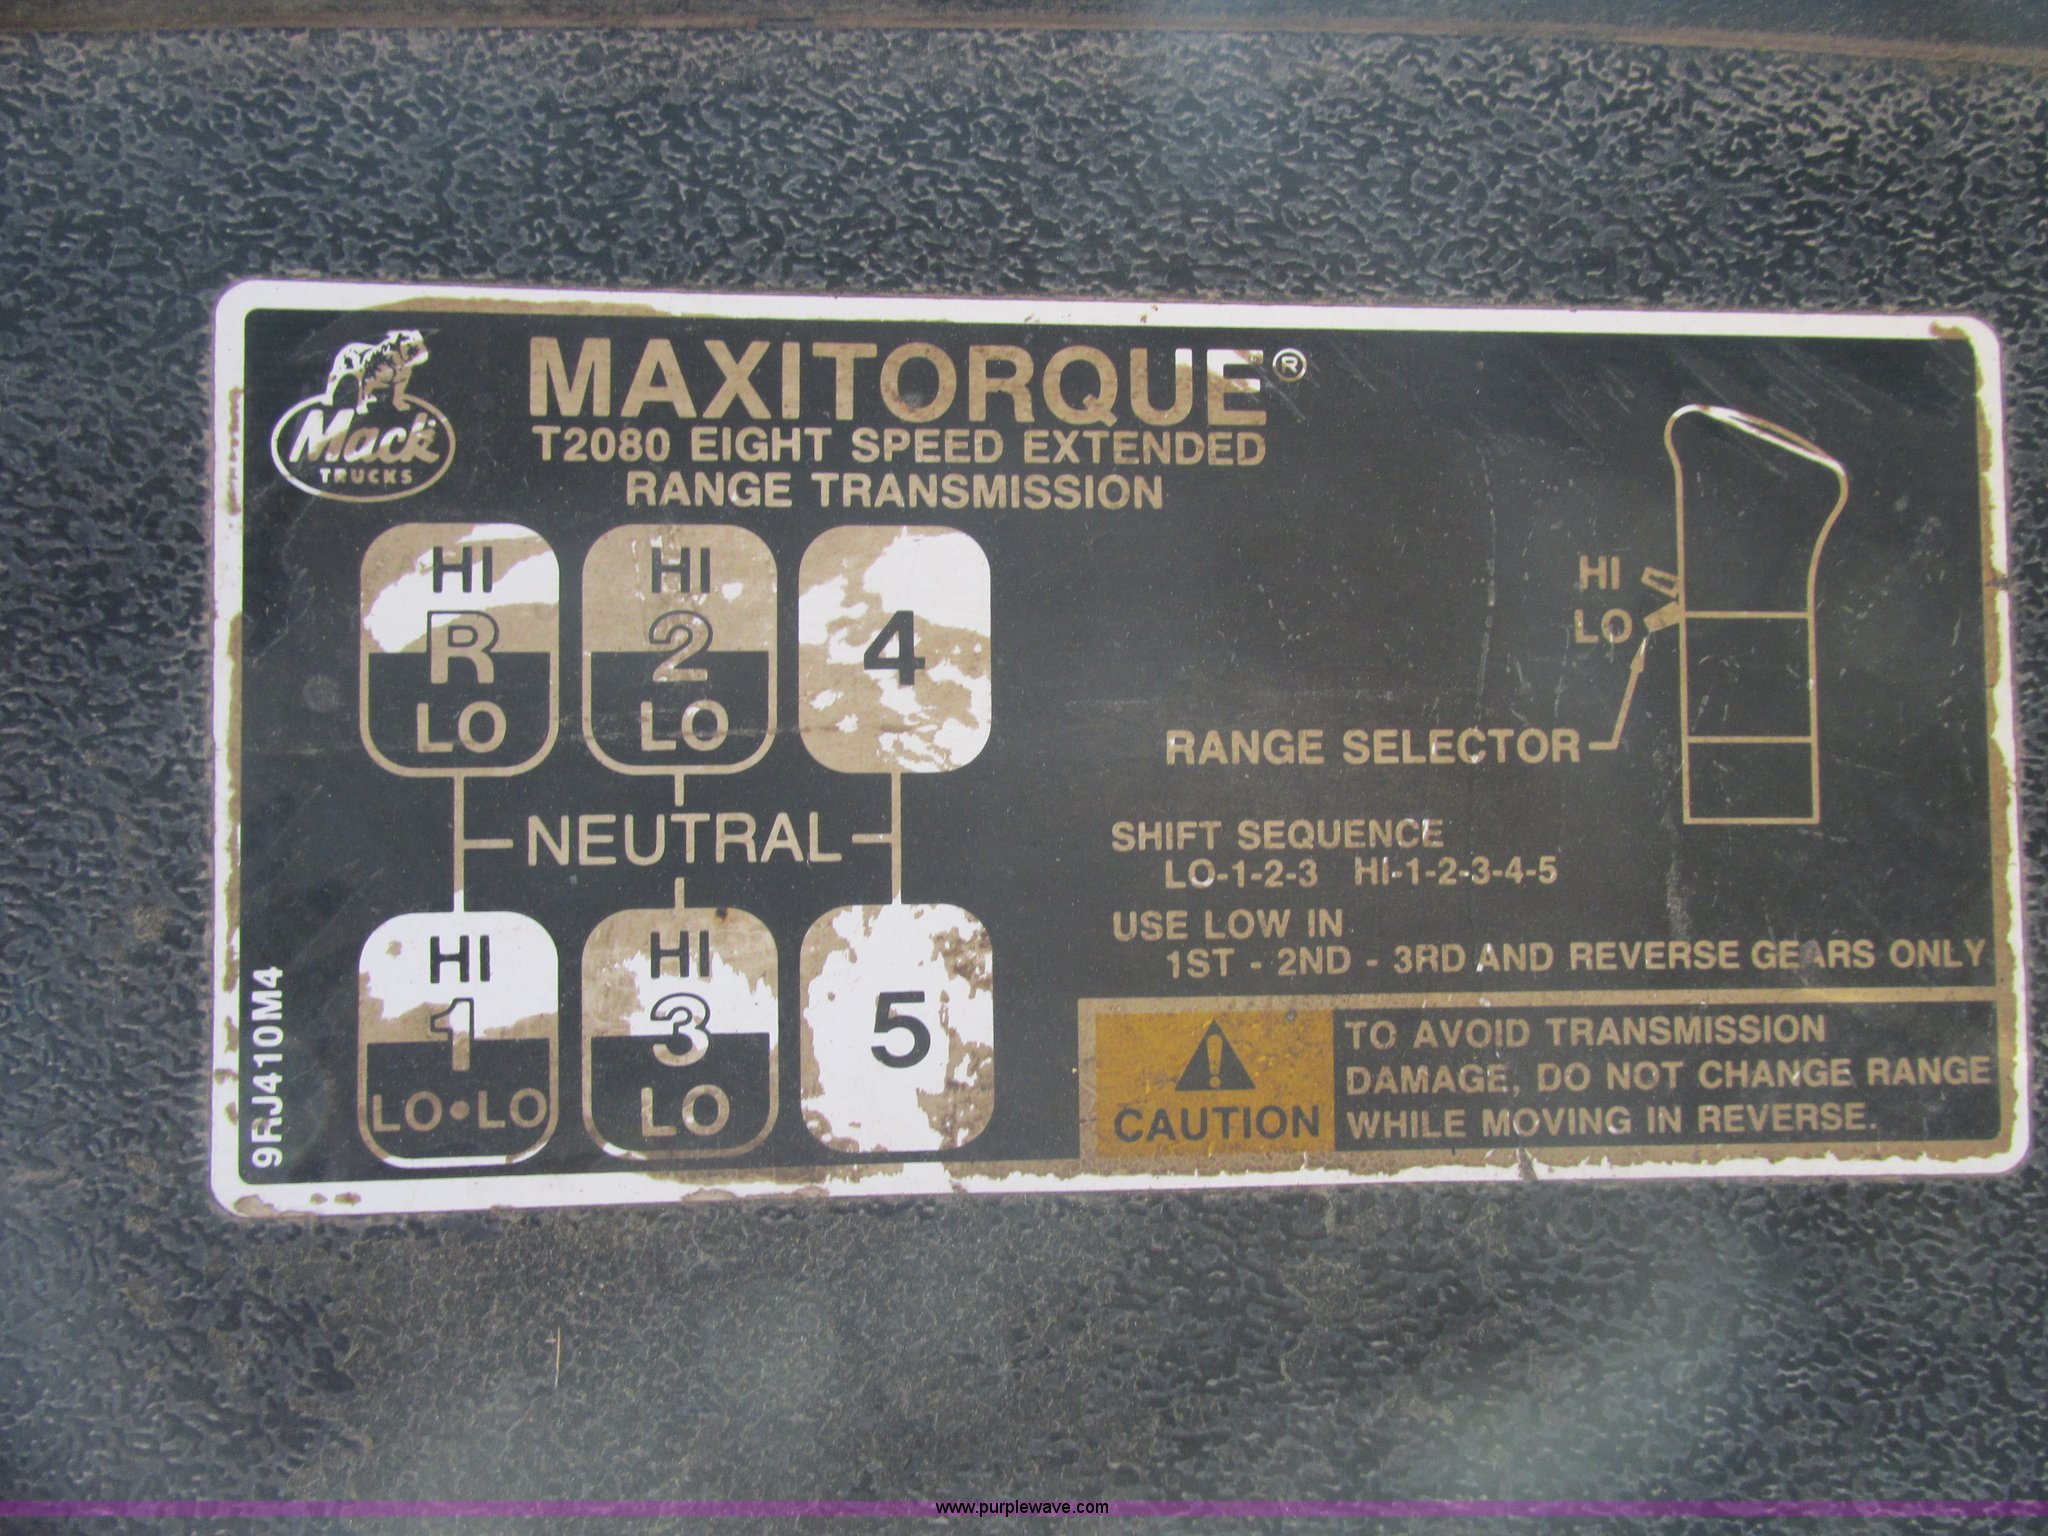 MAXITORQUE®
T2080 EIGHT SPEED EXTENDED
RANGE TRANSMISSION
Mack
TRUCKS
HI
R
LO
HI
2
LO
4
NEUTRAL
HI
1
LO•LO
HI
3
LO
5
9RJ410M4
HI
LO
RANGE SELECTOR
SHIFT SEQUENCE
LO-1-2-3 HI-1-2-3-4-5
USE LOW IN
1ST - 2ND - 3RD AND REVERSE GEARS ONLY
CAUTION
TO AVOID TRANSMISSION
DAMAGE, DO NOT CHANGE RANGE
WHILE MOVING IN REVERSE.
www.purplewave.com